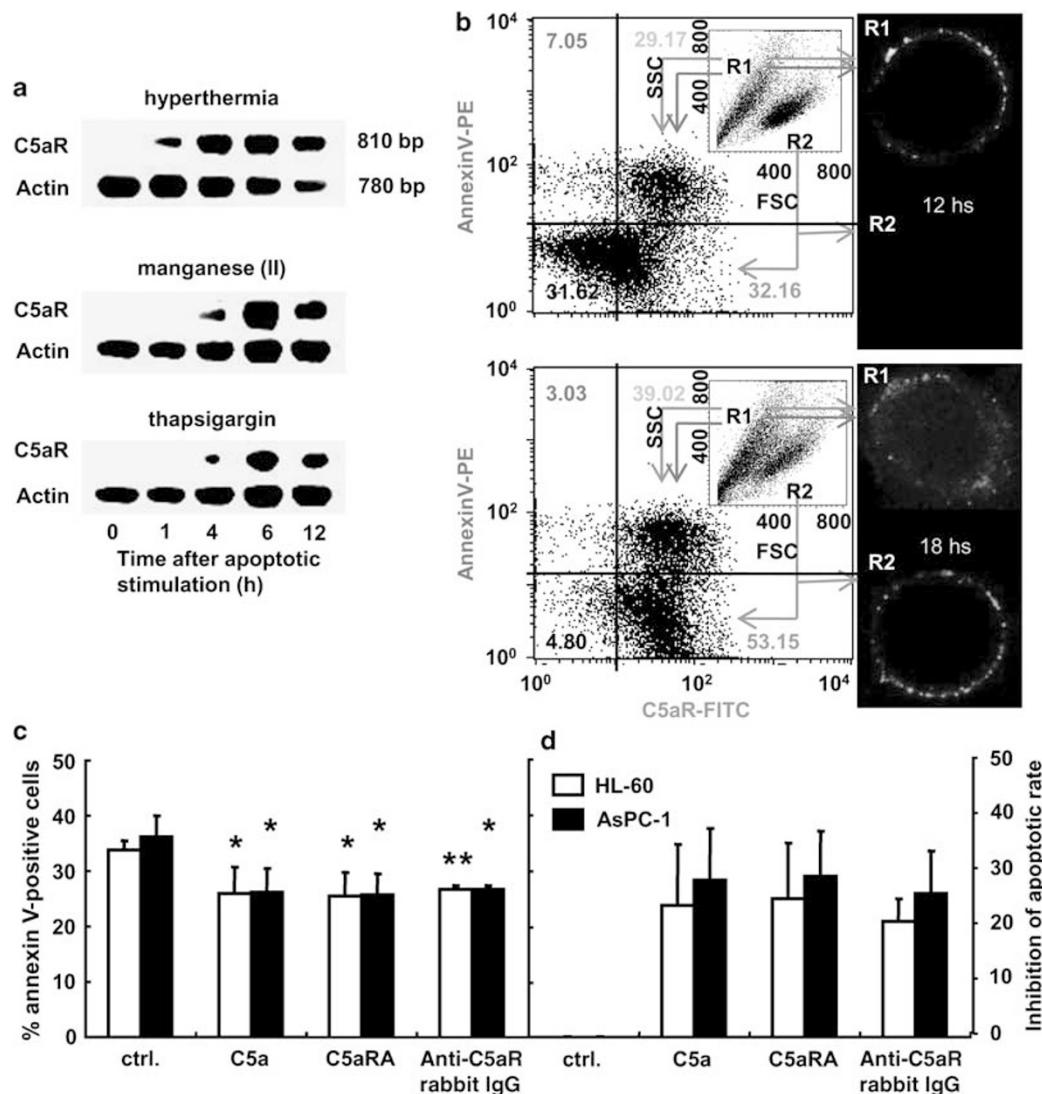 a
hyperthermia
C5aR
810 bp
Actin
780 bp
manganese (II)
C5aR
Actin
thapsigargin
C5aR
Actin
0 1 4 6 12
Time after apoptotic
stimulation (h)
b
AnnexinV-PE
10⁴
10²
10⁰
7.05
29.17
31.62
32.16
SSC
800
400
R1
R2
400 800
FSC
R1
12 hs
R2
AnnexinV-PE
10⁴
10²
10⁰
3.03
39.02
4.80
53.15
SSC
800
400
R1
R2
400 800
FSC
R1
18 hs
R2
10⁰ 10² 10⁴
C5aR-FITC
c
% annexin V-positive cells
50
40
30
20
10
0
* * * * ** *
ctrl. C5a C5aRA Anti-C5aR
rabbit IgG
d
HL-60
AsPC-1
50
40
30
20
10
0
Inhibition of apoptotic rate
ctrl. C5a C5aRA Anti-C5aR
rabbit IgG